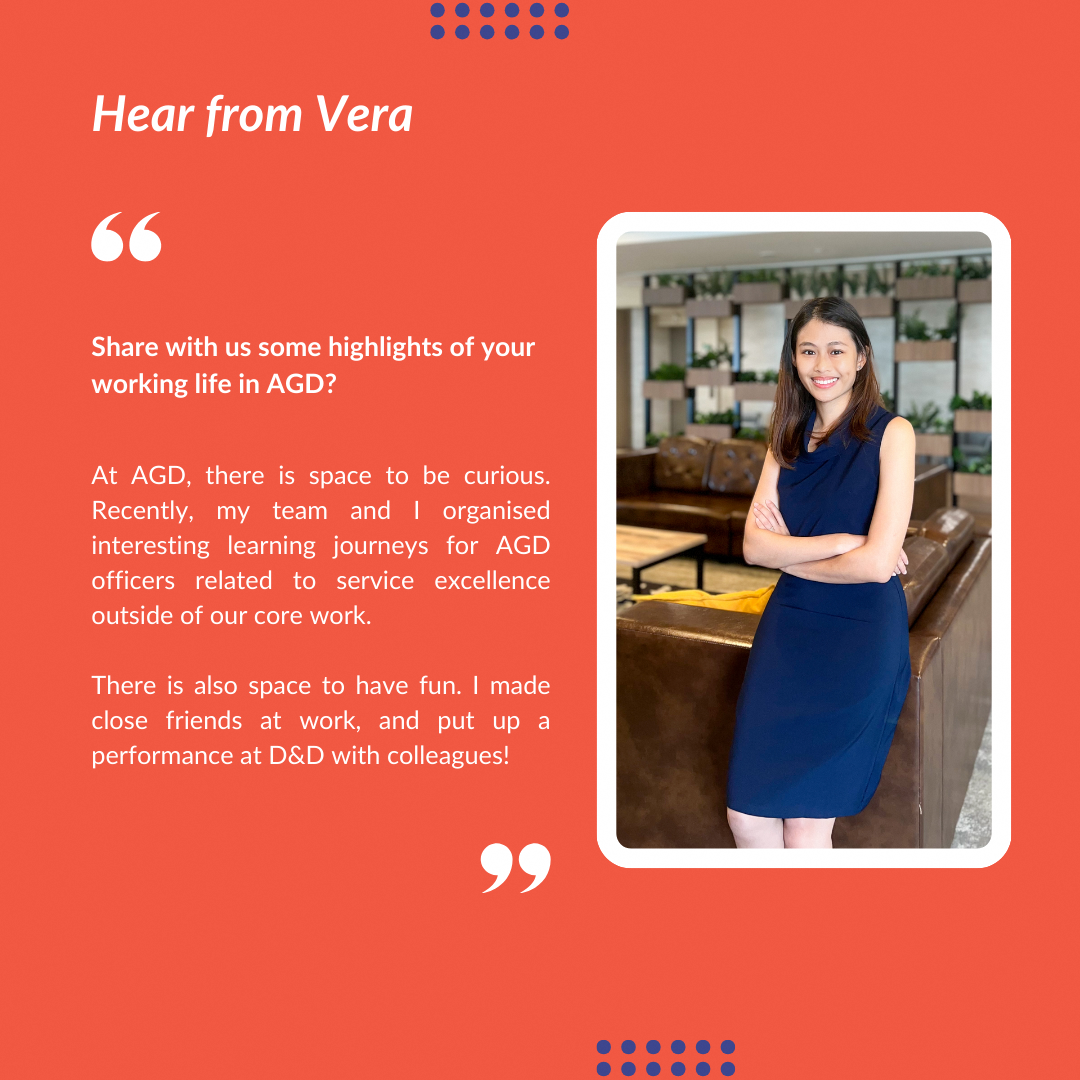 Hear from Vera
“
Share with us some highlights of your
working life in AGD?
At AGD, there is space to be curious.
Recently, my team and I organised
interesting learning journeys for AGD
officers related to service excellence
outside of our core work.
There is also space to have fun. I made
close friends at work, and put up a
performance at D&D with colleagues!
”